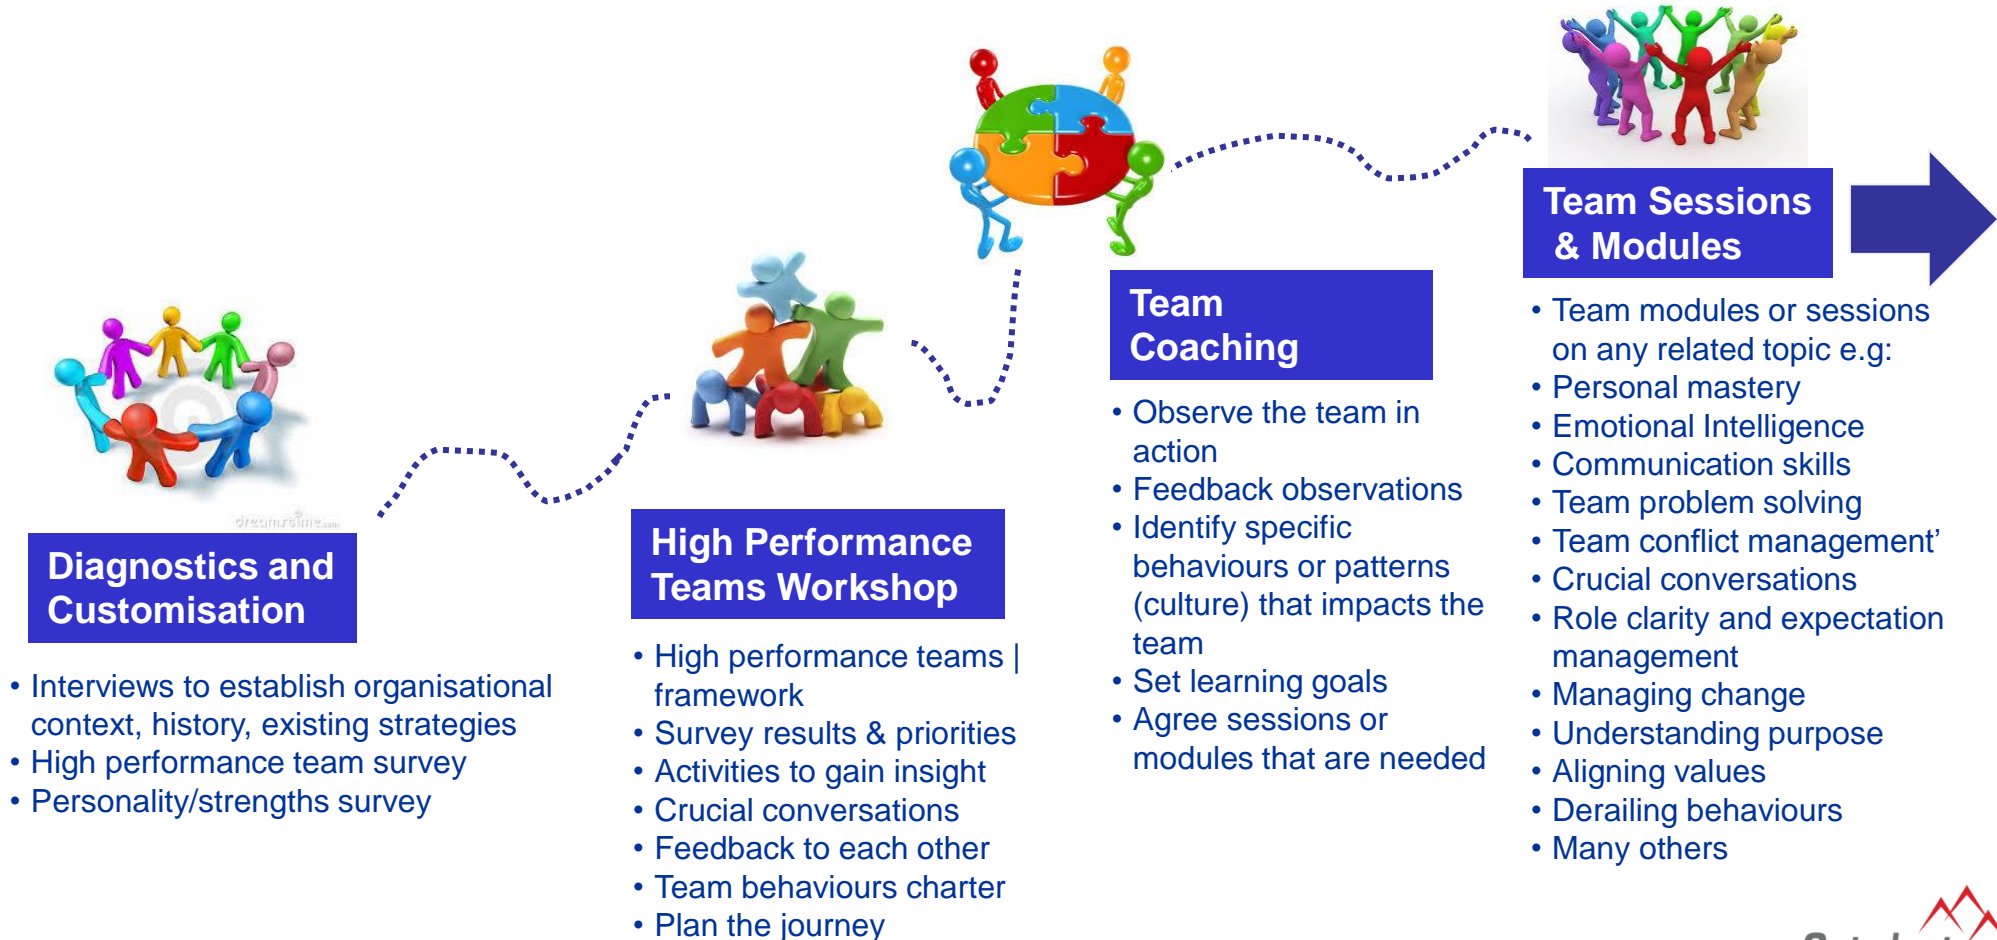 Diagnostics and
Customisation
• Interviews to establish organisational
context, history, existing strategies
• High performance team survey
• Personality/strengths survey
High Performance
Teams Workshop
• High performance teams |
framework
• Survey results & priorities
• Activities to gain insight
• Crucial conversations
• Feedback to each other
• Team behaviours charter
• Plan the journey
Team
Coaching
• Observe the team in
action
• Feedback observations
• Identify specific
behaviours or patterns
(culture) that impacts the
team
• Set learning goals
• Agree sessions or
modules that are needed
Team Sessions
& Modules
• Team modules or sessions
on any related topic e.g:
• Personal mastery
• Emotional Intelligence
• Communication skills
• Team problem solving
• Team conflict management’
• Crucial conversations
• Role clarity and expectation
management
• Managing change
• Understanding purpose
• Aligning values
• Derailing behaviours
• Many others
dreamstime.com